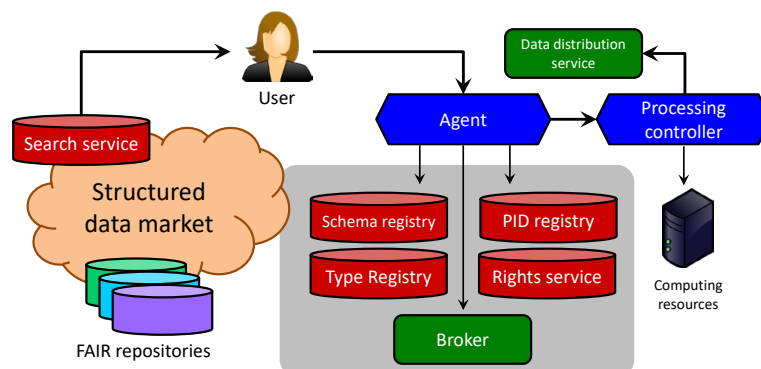 Data distribution
service
User
Search service
Agent
Processing
controller
Structured
data market
Schema registry
PID registry
Type Registry
Rights service
Computing
resources
Broker
FAIR repositories